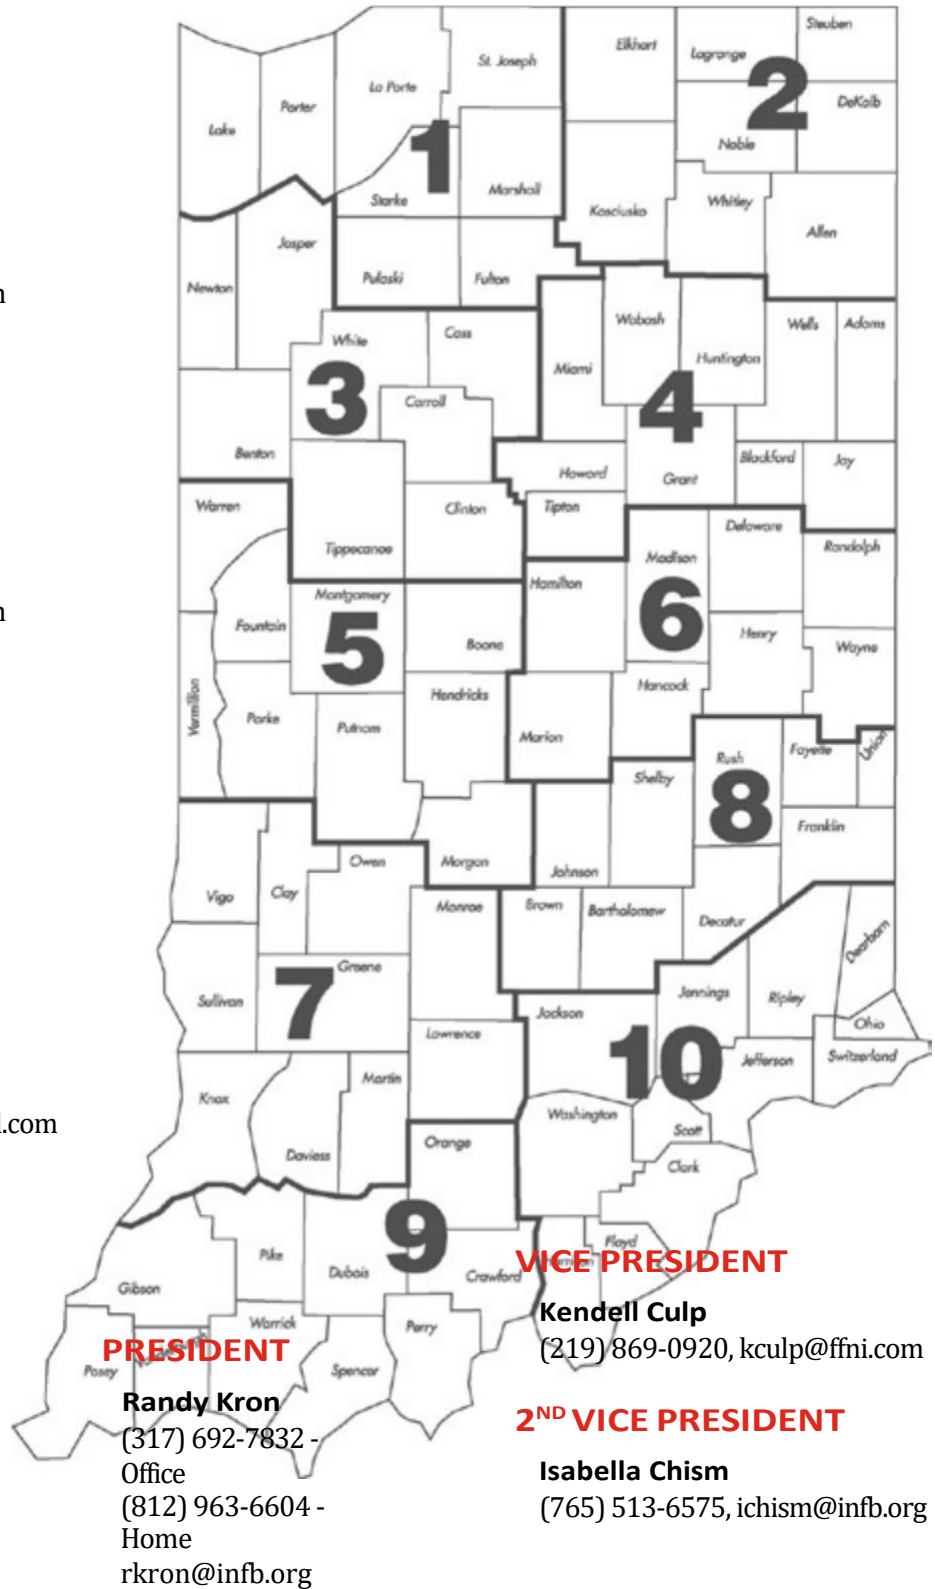 Steuben
Elkhart
Lagrange
St. Joseph
La Porte
2
DeKalb
Porter
Lake
Noble
1
Marshall
Starke
Kosciusko
Whitley
Allen
Jasper
Pulaski
Fulton
Newton
n
Wabash
Wells
Adams
White
Cass
Huntington
Miami
3
Carroll
4
Benton
Howard
Grant
Blackford
Jay
Warren
Clinton
Tipton
Delaware
Tippecanoe
Madison
Randolph
Hamilton
Montgomery
n
6
Fountain
5
Boone
Henry
Wayne
Vermillion
Hendricks
Hancock
Parke
Putnam
Marion
Rush
Fayette
Union
Shelby
8
Franklin
Owen
Morgan
Johnson
Vigo
Clay
Monroe
Brown
Bartholomew
Decatur
Dearborn
Greene
7
Sullivan
Jackson
Jennings
Ripley
Ohio
Lawrence
10
Jefferson
Switzerland
Martin
Knox
Washington
l.com
Scott
Orange
Daviess
Clark
9
Floyd
Pike
Dubois
Crawford
VICE PRESIDENT
Gibson
Kendell Culp
Warrick
Perry
(219) 869-0920, kculp@ffni.com
PRESIDENT
Posey
Spencer
Randy Kron
(317) 692-7832 -
Office
(812) 963-6604 -
Home
rkron@infb.org
2ND VICE PRESIDENT
Isabella Chism
(765) 513-6575, ichism@infb.org